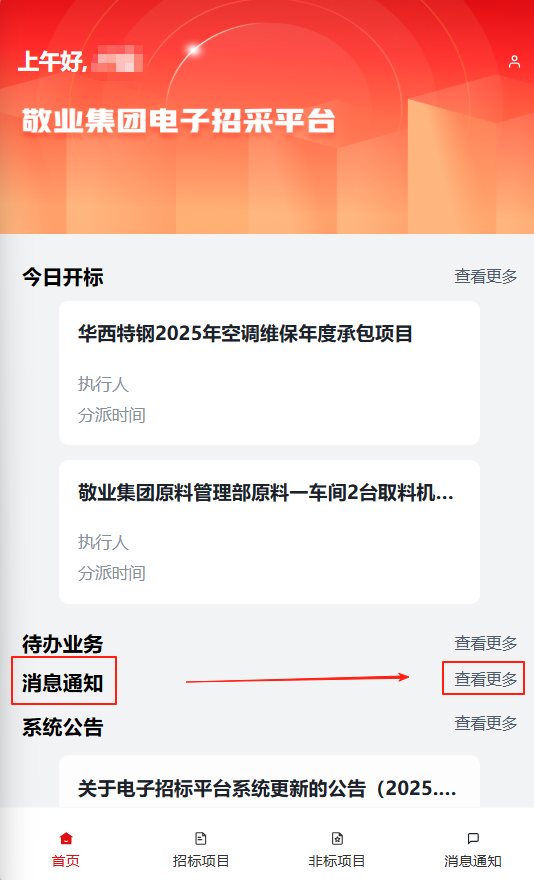 上午好,
敬业集团电子招采平台
今日开标 查看更多
华西特钢2025年空调维保年度承包项目
执行人
分派时间
敬业集团原料管理部原料一车间2台取料机...
执行人
分派时间
待办业务 查看更多
消息通知 查看更多
系统公告 查看更多
关于电子招标平台系统更新的公告（2025....
首页 招标项目 非标项目 消息通知